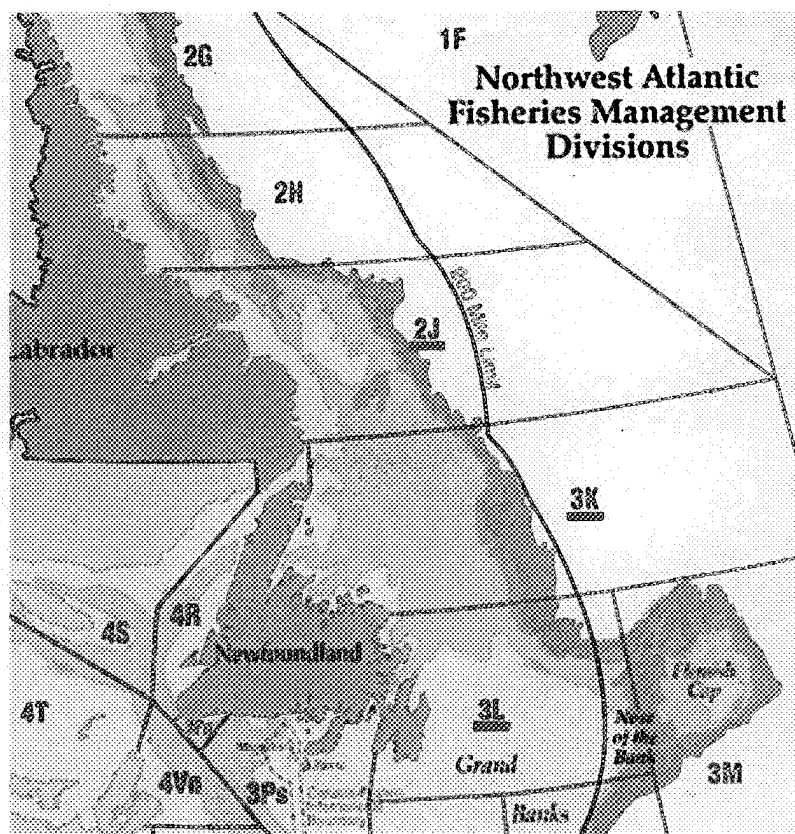 2G
1F
Northwest Atlantic
Fisheries Management
Divisions
2H
200 Mile Limit
2J
Labrador
3K
4R
4S
Newfoundland
Flemish
Cap
4T
3L
Nose
of the
Bank
3M
Grand
4Vn
3Ps
Banks